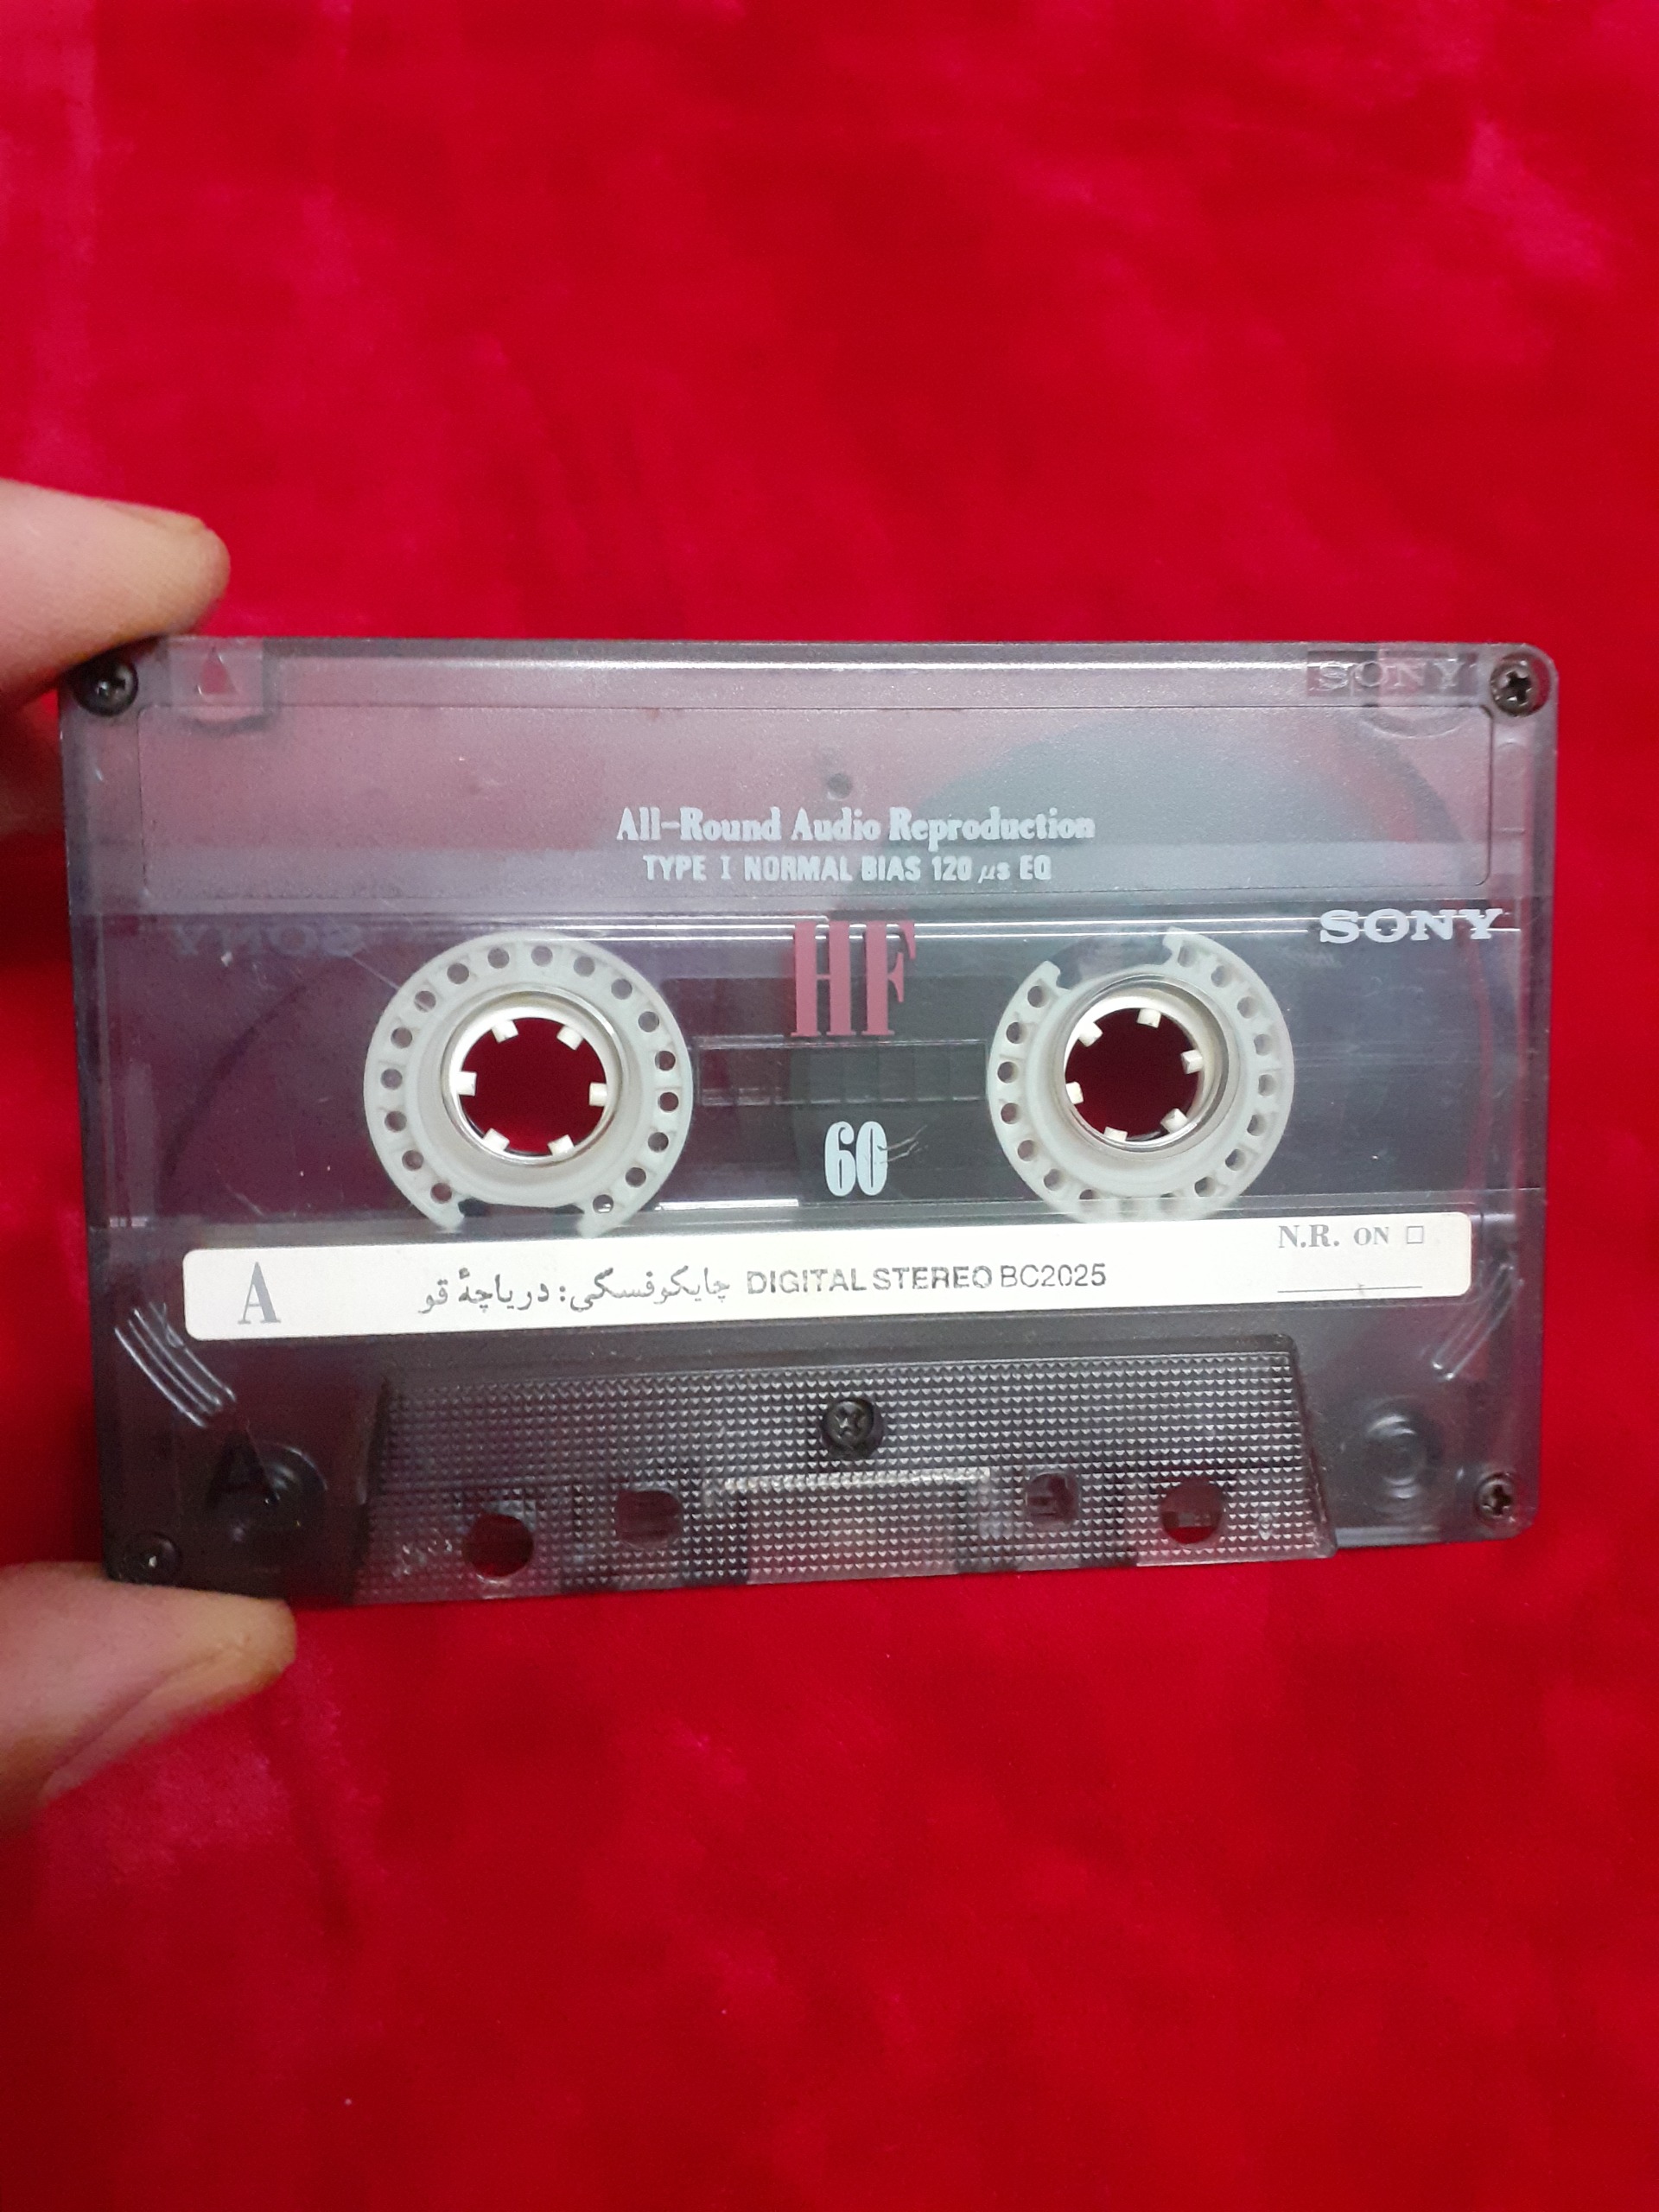 SONY
All-Round Audio Reproduction
TYPE I NORMAL BIAS 120 µs EQ
HF
SONY
60
N.R. ON
A
چایکوفسکی: دریاچهٔ قو DIGITAL STEREO BC2025
A